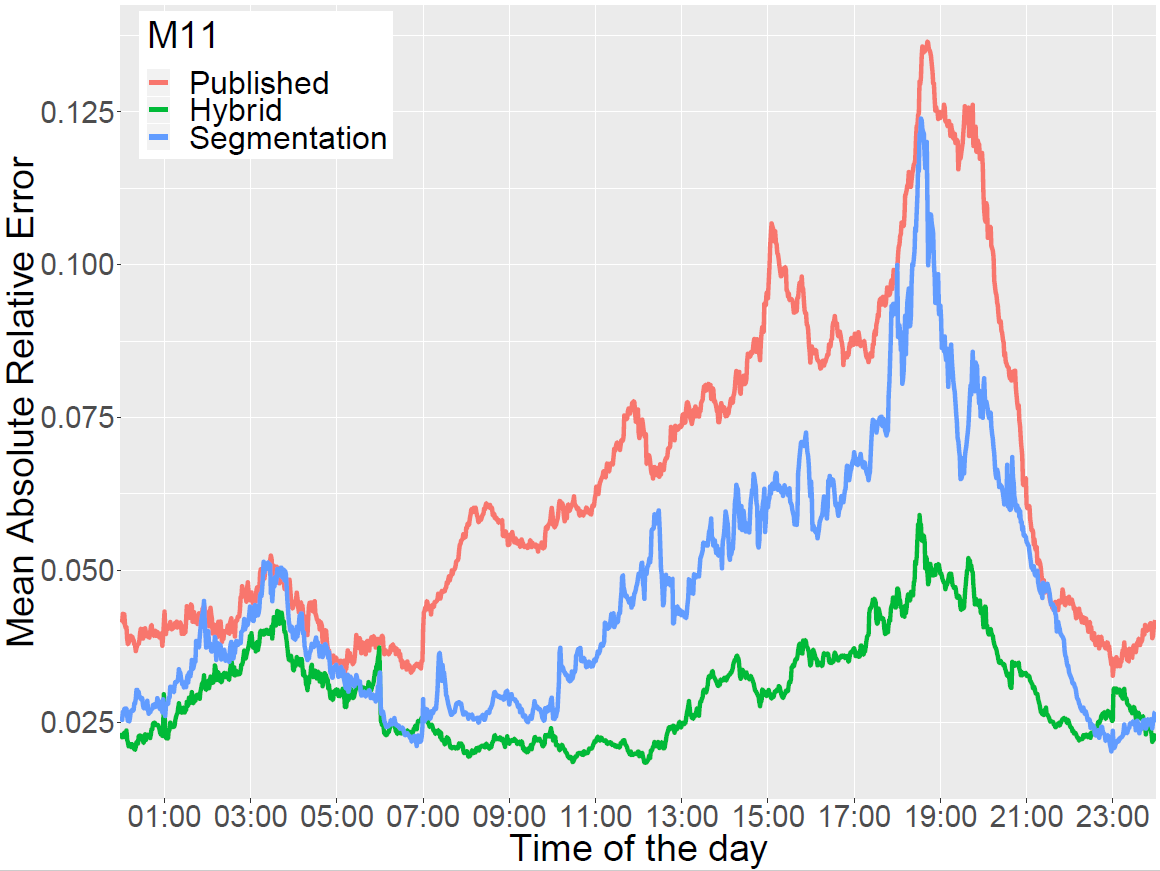 M11
Published
Hybrid
Segmentation
Mean Absolute Relative Error
0.125
0.100
0.075
0.050
0.025
01:00 03:00 05:00 07:00 09:00 11:00 13:00 15:00 17:00 19:00 21:00 23:00
Time of the day